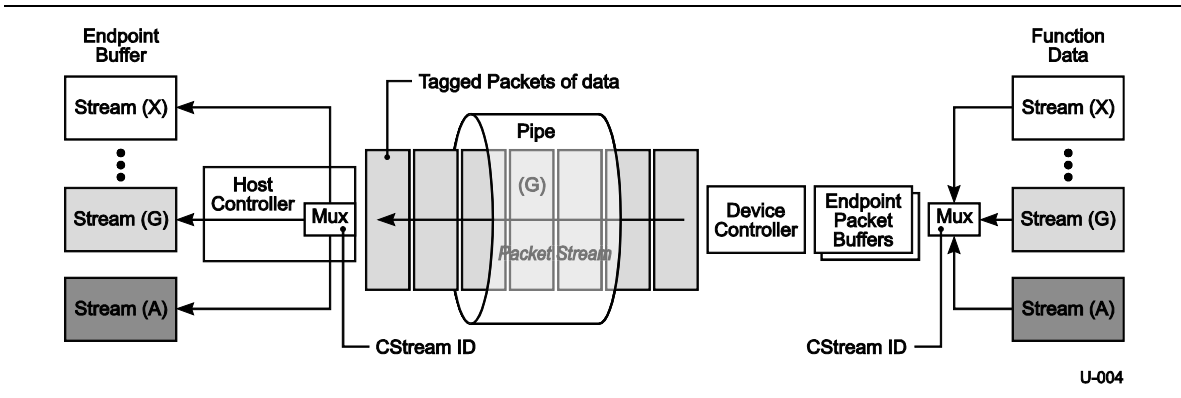 Endpoint
Buffer
Function
Data
Tagged Packets of data
Stream (X)
Pipe
Stream (X)
Host
Controller
(G)
Stream (G)
Mux
Device
Controller
Endpoint
Packet
Buffers
Mux
Stream (G)
Packet Stream
Stream (A)
Stream (A)
CStream ID
CStream ID
U-004